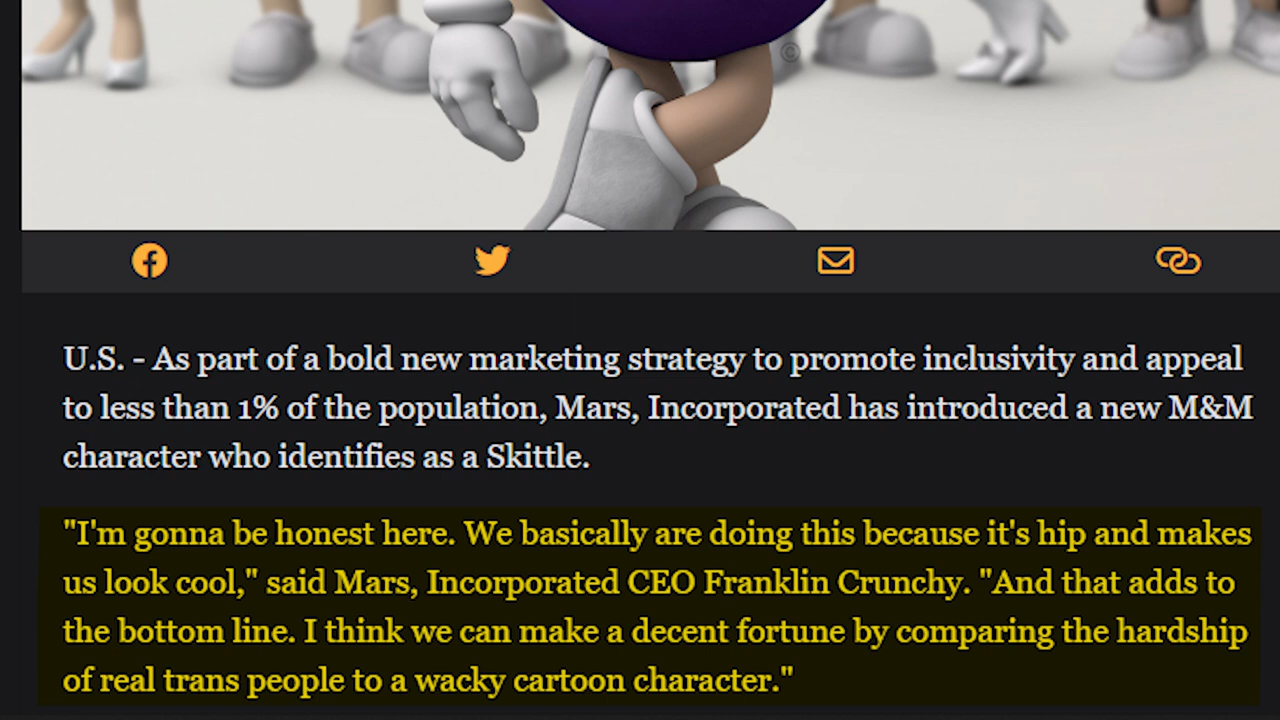 ©
U.S. - As part of a bold new marketing strategy to promote inclusivity and appeal
to less than 1% of the population, Mars, Incorporated has introduced a new M&M
character who identifies as a Skittle.
"I'm gonna be honest here. We basically are doing this because it's hip and makes
us look cool," said Mars, Incorporated CEO Franklin Crunchy. "And that adds to
the bottom line. I think we can make a decent fortune by comparing the hardship
of real trans people to a wacky cartoon character."